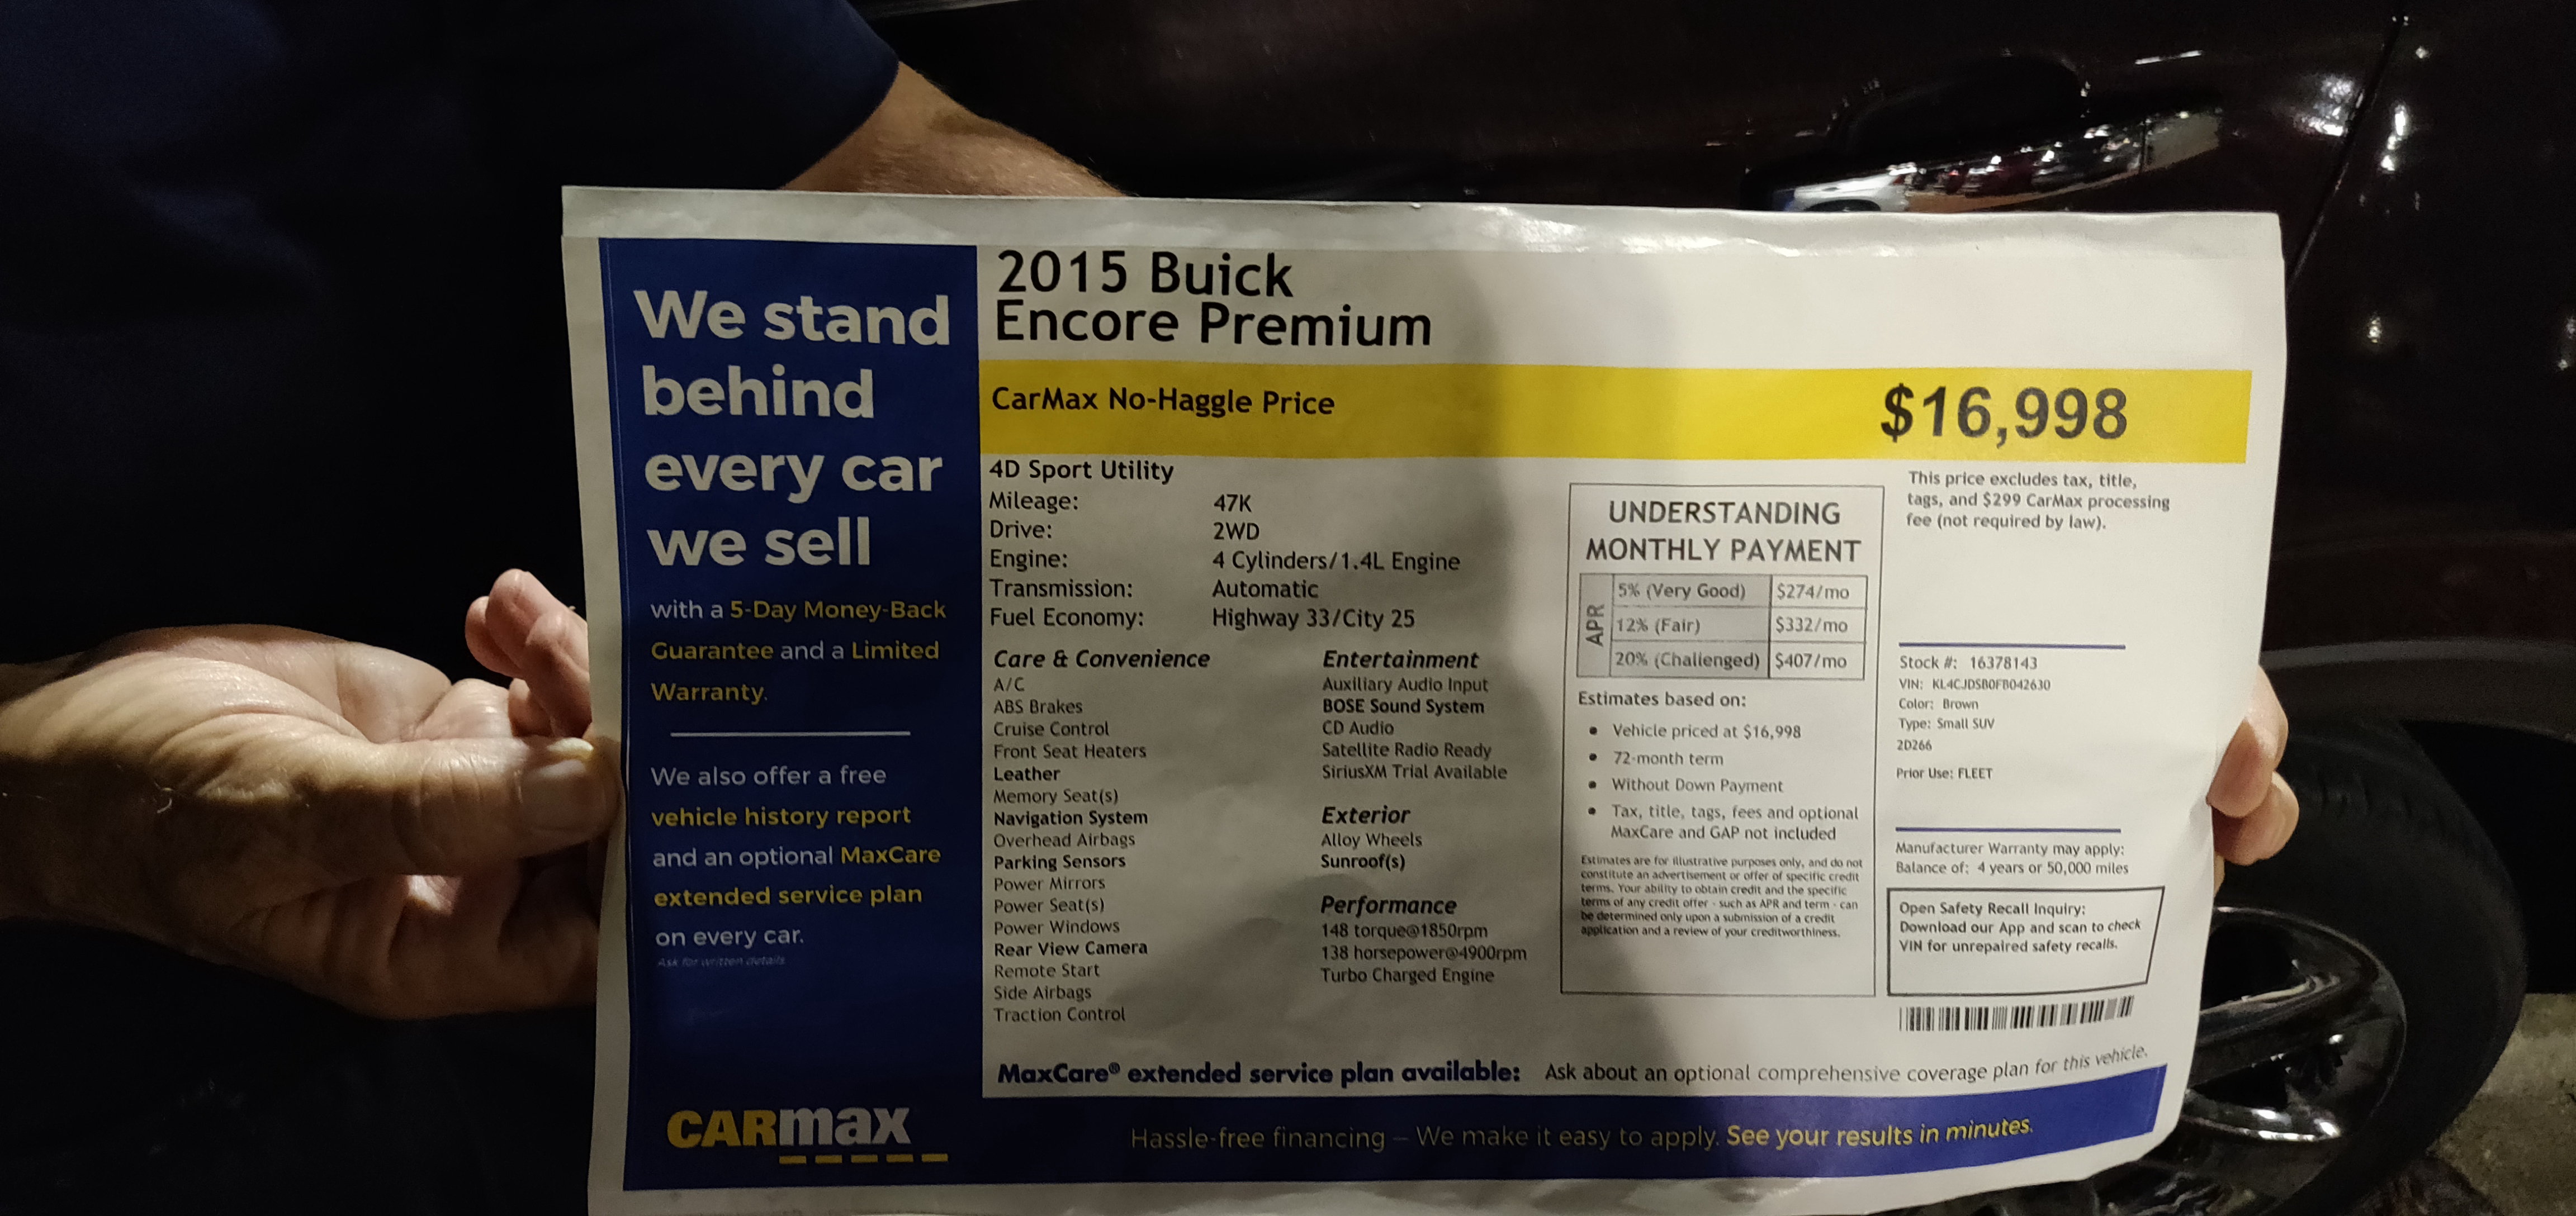 We stand
behind
every car
we sell
with a 5-Day Money-Back
Guarantee and a Limited
Warranty.
We also offer a free
vehicle history report
and an optional MaxCare
extended service plan
on every car.
Ask for written details
CARMAX
2015 Buick
Encore Premium
CarMax No-Haggle Price
$16,998
4D Sport Utility
Mileage: 47K
Drive: 2WD
Engine: 4 Cylinders/1.4L Engine
Transmission: Automatic
Fuel Economy: Highway 33/City 25
Care & Convenience
A/C
ABS Brakes
Cruise Control
Front Seat Heaters
Leather
Memory Seat(s)
Navigation System
Overhead Airbags
Parking Sensors
Power Mirrors
Power Seat(s)
Power Windows
Rear View Camera
Remote Start
Side Airbags
Traction Control
Entertainment
Auxiliary Audio Input
BOSE Sound System
CD Audio
Satellite Radio Ready
SiriusXM Trial Available
Exterior
Alloy Wheels
Sunroof(s)
Performance
148 torque@1850rpm
138 horsepower@4900rpm
Turbo Charged Engine
UNDERSTANDING
MONTHLY PAYMENT
APR
5% (Very Good) $274/mo
12% (Fair) $332/mo
20% (Challenged) $407/mo
Estimates based on:
• Vehicle priced at $16,998
• 72-month term
• Without Down Payment
• Tax, title, tags, fees and optional
MaxCare and GAP not included
Estimates are for illustrative purposes only, and do not
constitute an advertisement or offer of specific credit
terms. Your ability to obtain credit and the specific
terms of any credit offer - such as APR and term - can
be determined only upon a submission of a credit
application and a review of your creditworthiness.
This price excludes tax, title,
tags, and $299 CarMax processing
fee (not required by law).
Stock #: 16378143
VIN: KL4CJDSB0FB042630
Color: Brown
Type: Small SUV
2D266
Prior Use: FLEET
Manufacturer Warranty may apply:
Balance of: 4 years or 50,000 miles
Open Safety Recall Inquiry:
Download our App and scan to check
VIN for unrepaired safety recalls.
MaxCare® extended service plan available: Ask about an optional comprehensive coverage plan for this vehicle.
Hassle-free financing — We make it easy to apply. See your results in minutes.